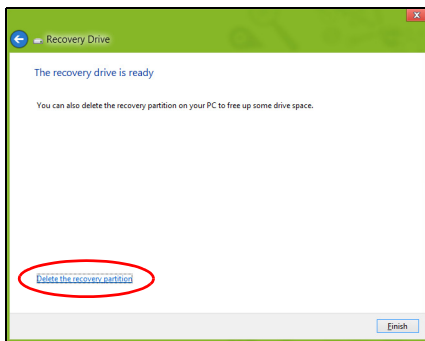 Recovery Drive
The recovery drive is ready
You can also delete the recovery partition on your PC to free up some drive space.
Delete the recovery partition
Finish